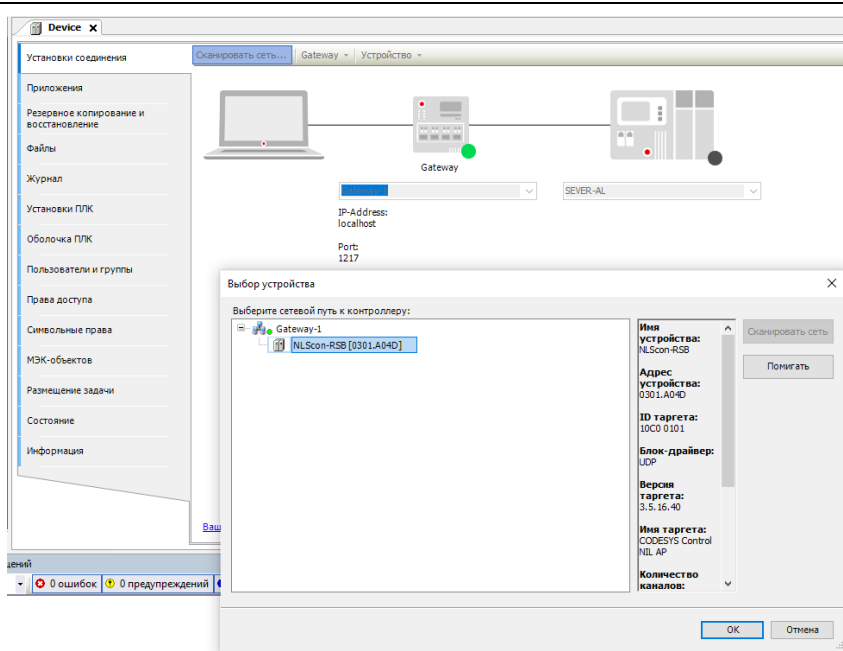 Device
Установки соединения
Сканировать сеть...
Gateway
Устройство
Приложения
Резервное копирование и
восстановление
Файлы
Журнал
Установки ПЛК
Оболочка ПЛК
Пользователи и группы
Права доступа
Символьные права
МЭК-объектов
Размещение задачи
Состояние
Информация
Gateway
Gateway-1
SEVER-AL
IP-Address:
localhost
Port:
1217
Ваш
Выбор устройства
Выберите сетевой путь к контроллеру:
Gateway-1
NLScon-RSB [0301.A04D]
Имя
устройства:
NLScon-RSB
Адрес
устройства:
0301.A04D
ID таргета:
10C0 0101
Блок-драйвер:
UDP
Версия
таргета:
3.5.16.40
Имя таргета:
CODESYS Control
NIL AP
Количество
каналов:
Сканировать сеть
Помигать
OK
Отмена
щений
0 ошибок
0 предупреждений